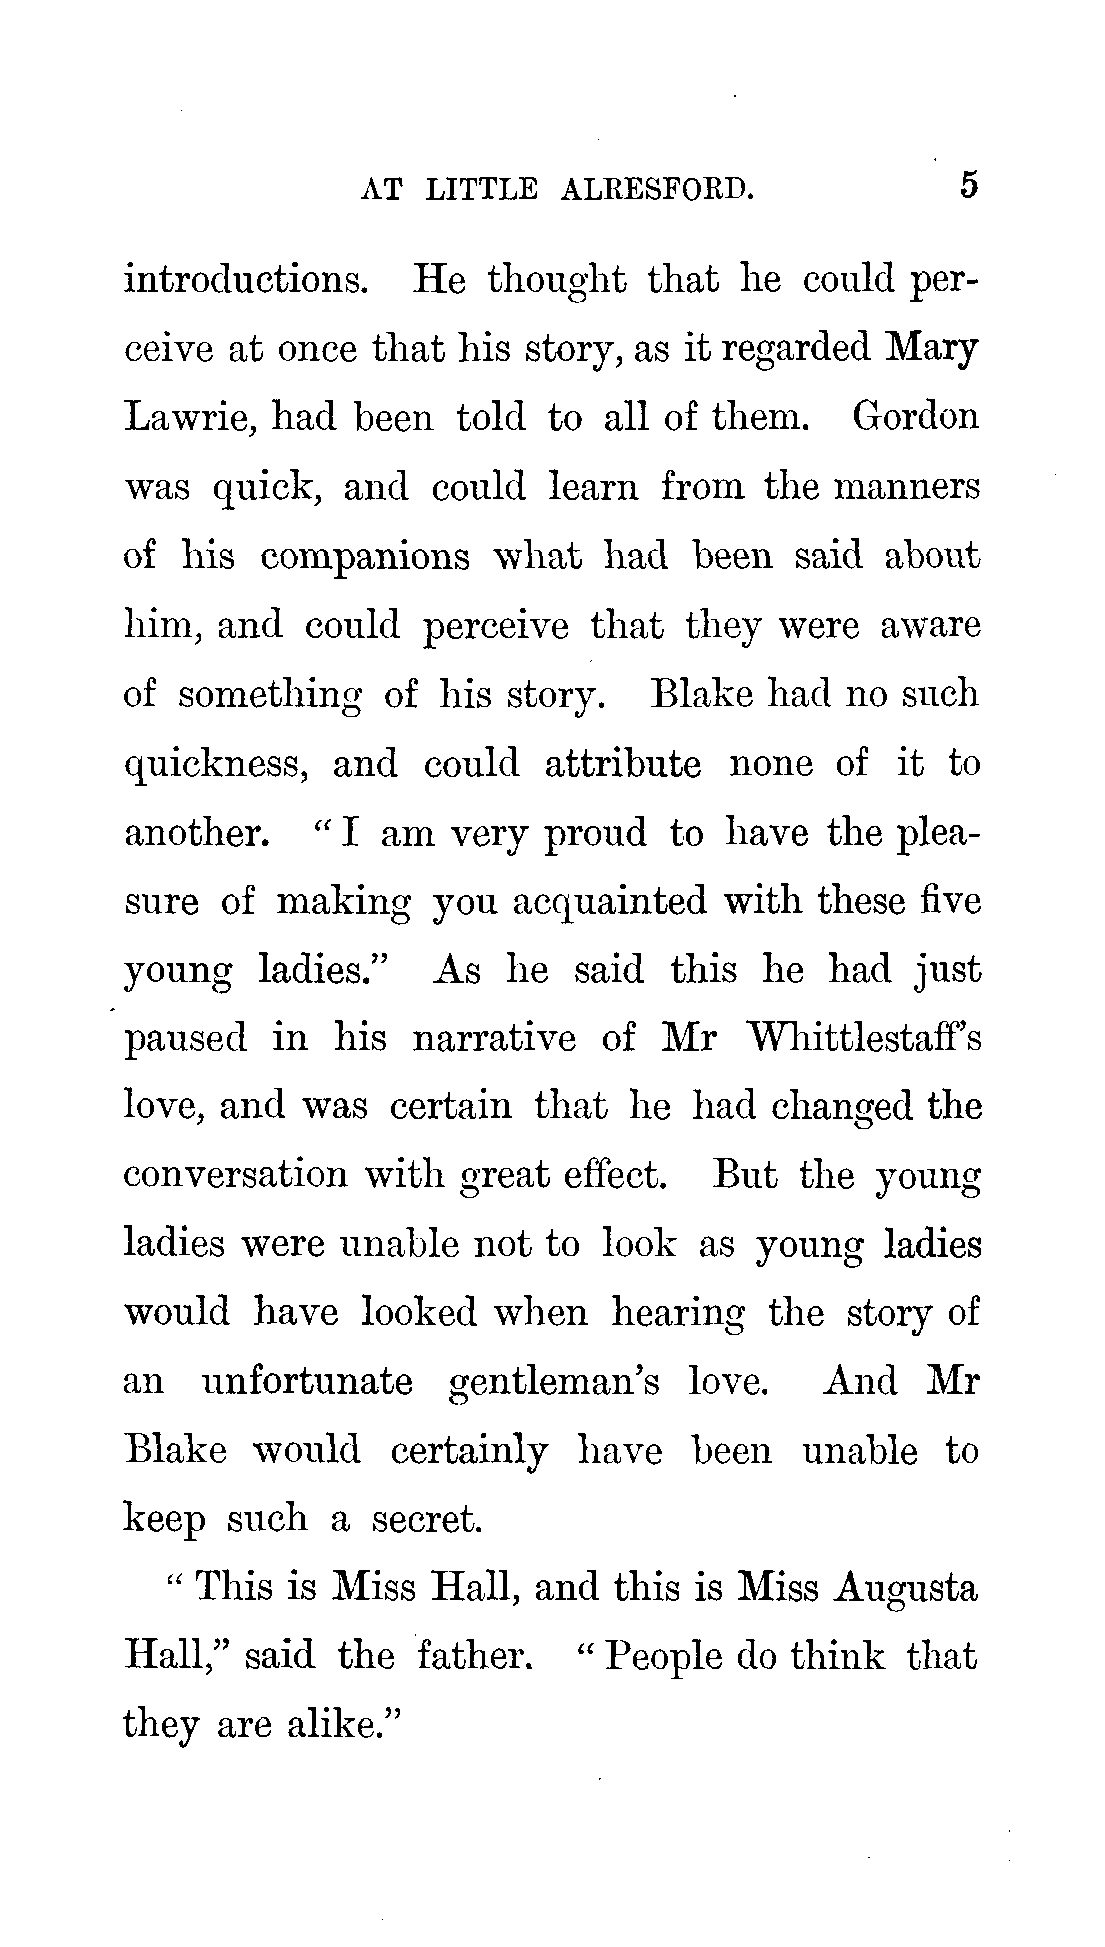 AT LITTLE ALRESFORD. 5
introductions. He thought that he could per-
ceive at once that his story, as it regarded Mary
Lawrie, had been told to all of them. Gordon
was quick, and could learn from the manners
of his companions what had been said about
him, and could perceive that they were aware
of something of his story. Blake had no such
quickness, and could attribute none of it to
another. “I am very proud to have the plea-
sure of making you acquainted with these five
young ladies.” As he said this he had just
paused in his narrative of Mr Whittlestaff’s
love, and was certain that he had changed the
conversation with great effect. But the young
ladies were unable not to look as young ladies
would have looked when hearing the story of
an unfortunate gentleman’s love. And Mr
Blake would certainly have been unable to
keep such a secret.
“This is Miss Hall, and this is Miss Augusta
Hall,” said the father. “People do think that
they are alike.”